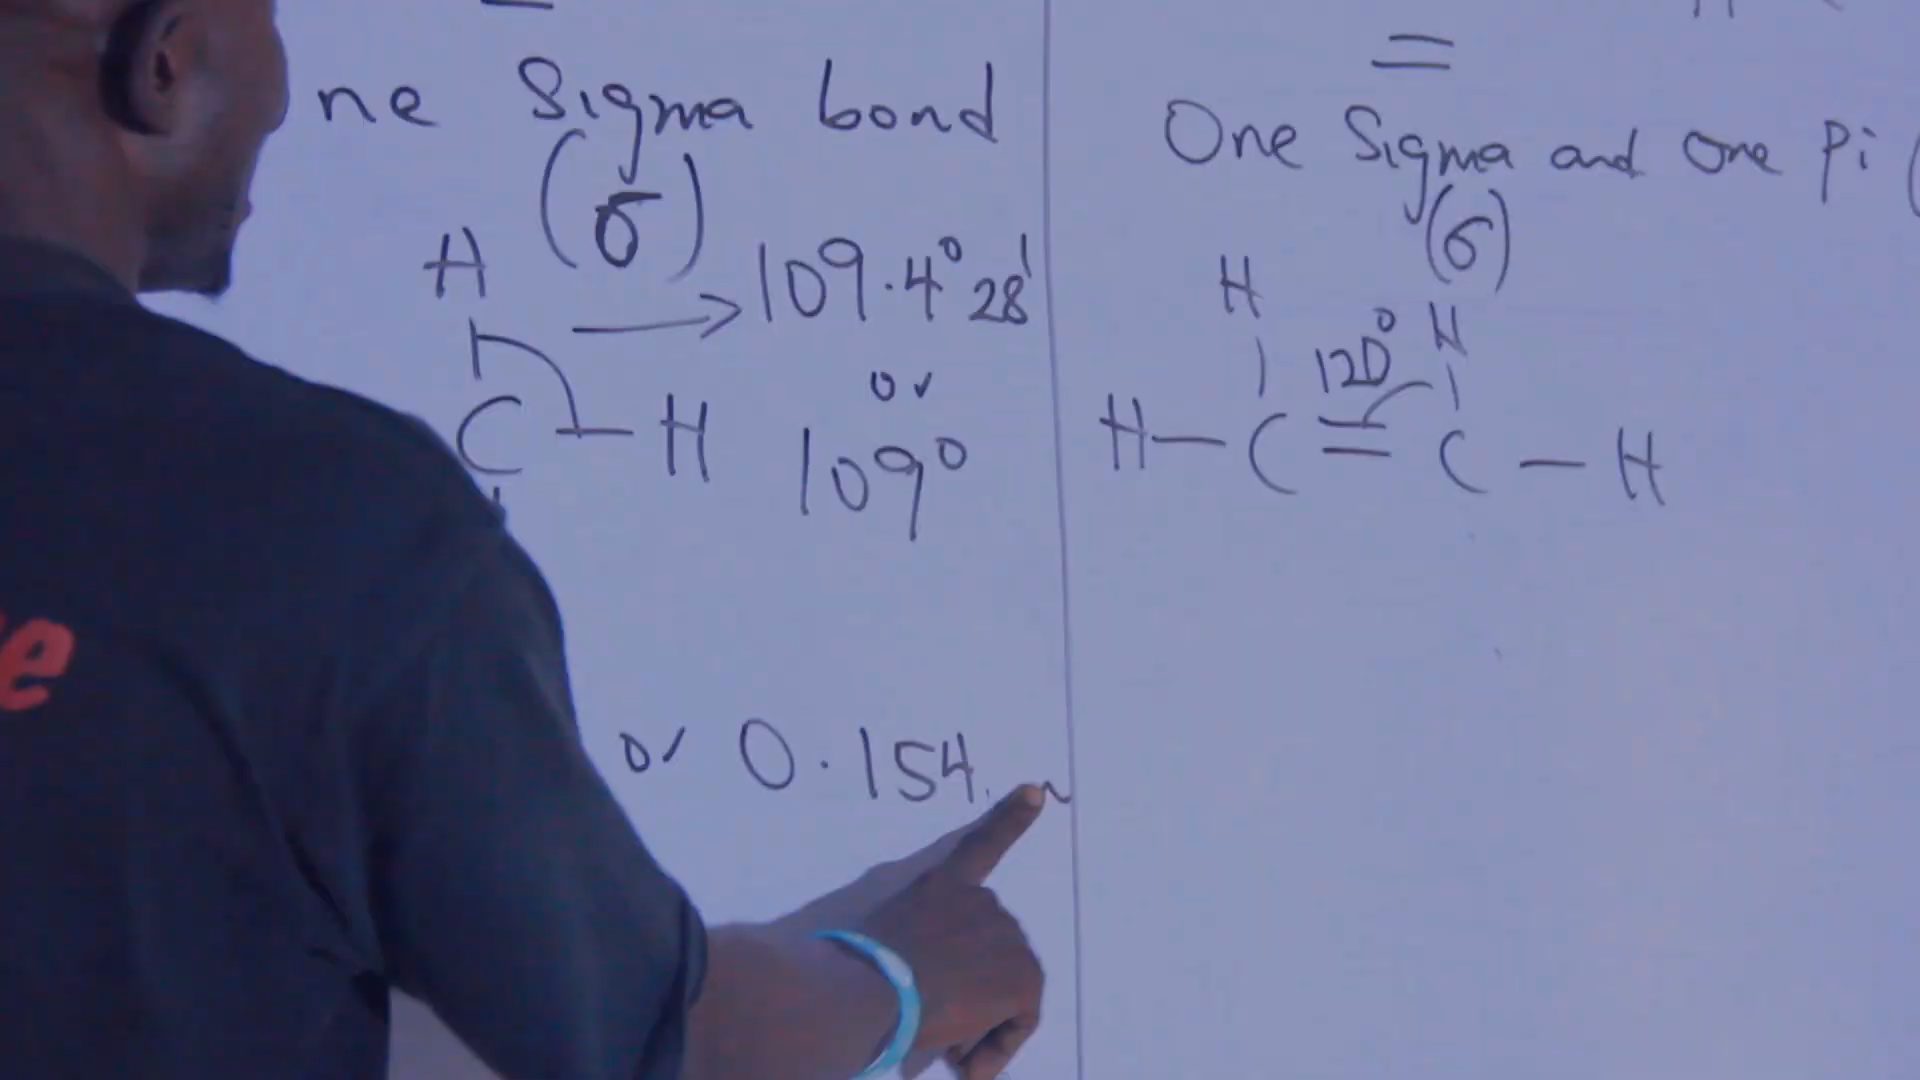 ne Sigma bond
(σ)
H
109.4° 28'
or
C - H
109°
or 0.154
=
One Sigma and One Pi (
(σ)
H H
120°
H - C = C - H
e